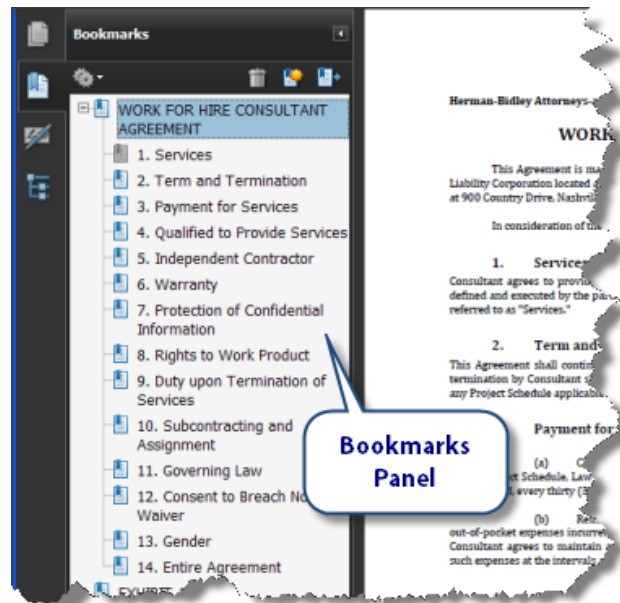 Bookmarks
WORK FOR HIRE CONSULTANT
AGREEMENT
1. Services
2. Term and Termination
3. Payment for Services
4. Qualified to Provide Services
5. Independent Contractor
6. Warranty
7. Protection of Confidential
Information
8. Rights to Work Product
9. Duty upon Termination of
Services
10. Subcontracting and
Assignment
11. Governing Law
12. Consent to Breach No
Waiver
13. Gender
14. Entire Agreement
Bookmarks
Panel
Herman-Bidley Attorneys-a
WORK
This Agreement is ma
Liability Corporation located
at 900 Country Drive, Nashvil
In consideration of the
1. Services
Consultant agrees to provi
defined and executed by the par
referred to as "Services."
2. Term and
This Agreement shall conti
termination by Consultant
any Project Schedule applicable
Payment for
(a)
Schedule, Law
every thirty (3
(b)
out-of-pocket expenses incurre
Consultant agrees to maintain a
such expenses at the intervals